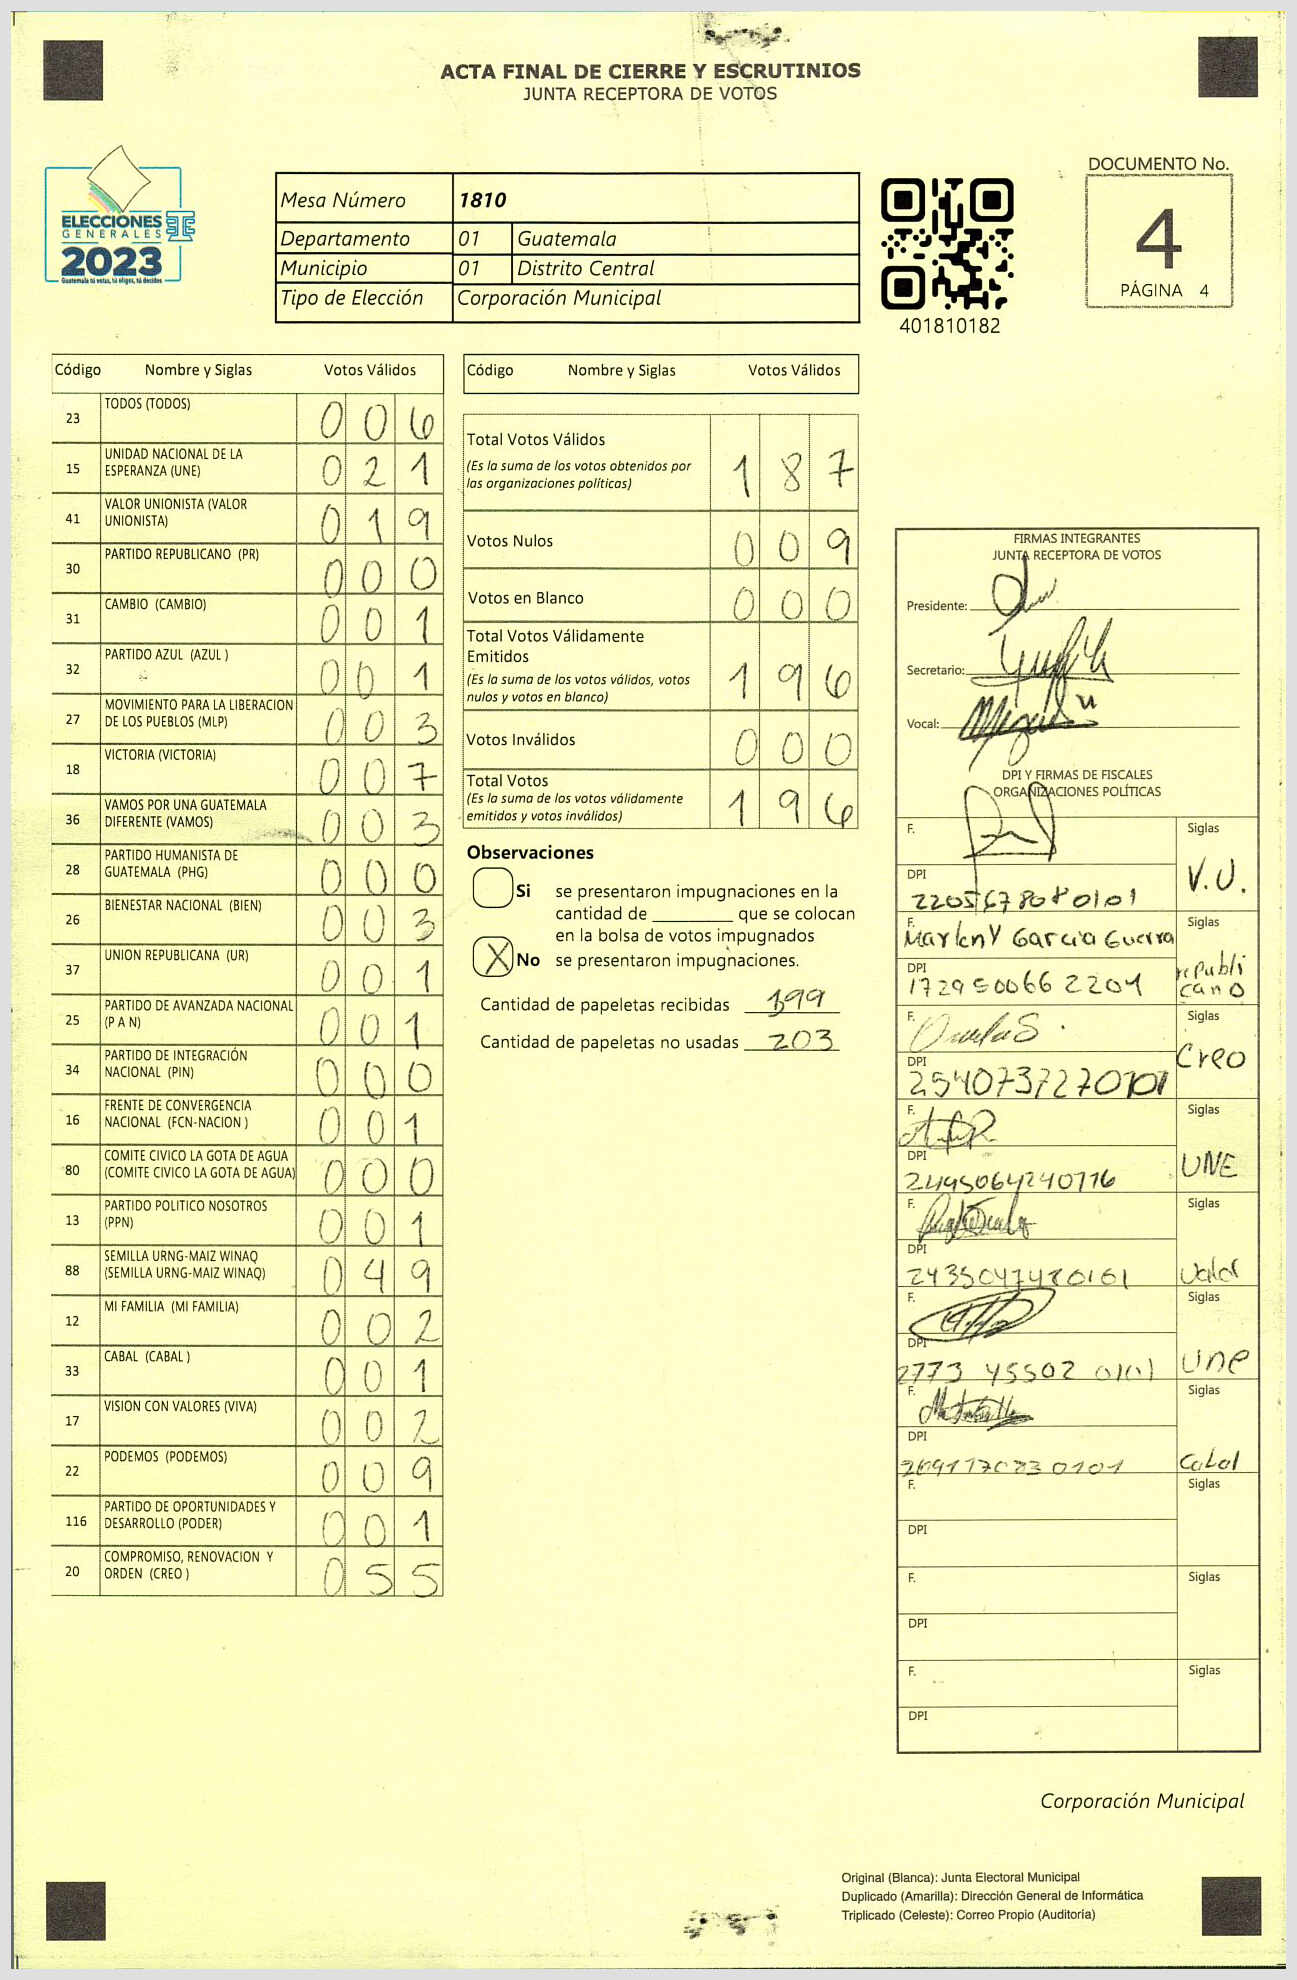 ACTA FINAL DE CIERRE Y ESCRUTINIOS
JUNTA RECEPTORA DE VOTOS
ELECCIONES
GENERALES
2023
Guatemala tú votas, tú eliges, tú decides
Mesa Número 1810
Departamento 01 Guatemala
Municipio 01 Distrito Central
Tipo de Elección Corporación Municipal
401810182
DOCUMENTO No.
4
PÁGINA 4
Código Nombre y Siglas Votos Válidos
23 TODOS (TODOS) 0 0 6
15 UNIDAD NACIONAL DE LA ESPERANZA (UNE) 0 2 1
41 VALOR UNIONISTA (VALOR UNIONISTA) 0 1 9
30 PARTIDO REPUBLICANO (PR) 0 0 0
31 CAMBIO (CAMBIO) 0 0 1
32 PARTIDO AZUL (AZUL ) 0 0 1
27 MOVIMIENTO PARA LA LIBERACION DE LOS PUEBLOS (MLP) 0 0 3
18 VICTORIA (VICTORIA) 0 0 7
36 VAMOS POR UNA GUATEMALA DIFERENTE (VAMOS) 0 0 3
28 PARTIDO HUMANISTA DE GUATEMALA (PHG) 0 0 0
26 BIENESTAR NACIONAL (BIEN) 0 0 3
37 UNION REPUBLICANA (UR) 0 0 1
25 PARTIDO DE AVANZADA NACIONAL (P A N) 0 0 1
34 PARTIDO DE INTEGRACIÓN NACIONAL (PIN) 0 0 0
16 FRENTE DE CONVERGENCIA NACIONAL (FCN-NACION ) 0 0 1
80 COMITE CIVICO LA GOTA DE AGUA (COMITE CIVICO LA GOTA DE AGUA) 0 0 0
13 PARTIDO POLITICO NOSOTROS (PPN) 0 0 1
88 SEMILLA URNG-MAIZ WINAQ (SEMILLA URNG-MAIZ WINAQ) 0 4 9
12 MI FAMILIA (MI FAMILIA) 0 0 2
33 CABAL (CABAL ) 0 0 1
17 VISION CON VALORES (VIVA) 0 0 2
22 PODEMOS (PODEMOS) 0 0 9
116 PARTIDO DE OPORTUNIDADES Y DESARROLLO (PODER) 0 0 1
20 COMPROMISO, RENOVACION Y ORDEN (CREO ) 0 5 5
Código Nombre y Siglas Votos Válidos
Total Votos Válidos 1 8 7
(Es la suma de los votos obtenidos por
las organizaciones políticas)
Votos Nulos 0 0 9
Votos en Blanco 0 0 0
Total Votos Válidamente
Emitidos 1 9 6
(Es la suma de los votos válidos, votos
nulos y votos en blanco)
Votos Inválidos 0 0 0
Total Votos 1 9 6
(Es la suma de los votos válidamente
emitidos y votos inválidos)
Observaciones
Si se presentaron impugnaciones en la
cantidad de ________ que se colocan
en la bolsa de votos impugnados
X No se presentaron impugnaciones.
Cantidad de papeletas recibidas
Cantidad de papeletas no usadas 203
FIRMAS INTEGRANTES
JUNTA RECEPTORA DE VOTOS
Presidente:
Secretario:
Vocal:
DPI Y FIRMAS DE FISCALES
ORGANIZACIONES POLÍTICAS
F. Siglas
DPI V.U.
F. Marleny Garcia Guerra Siglas
DPI 1729500662201 republicano
F. Siglas
DPI 2540737270101 Creo
F. Siglas
DPI 2495064240776 UNE
F. Siglas
DPI Valor
F. Siglas
DPI 2773 45502 0101 Une
F. Siglas
DPI Cabal
F. Siglas
DPI
F. Siglas
DPI
F. Siglas
DPI
Corporación Municipal
Original (Blanca): Junta Electoral Municipal
Duplicado (Amarilla): Dirección General de Informática
Triplicado (Celeste): Correo Propio (Auditoría)